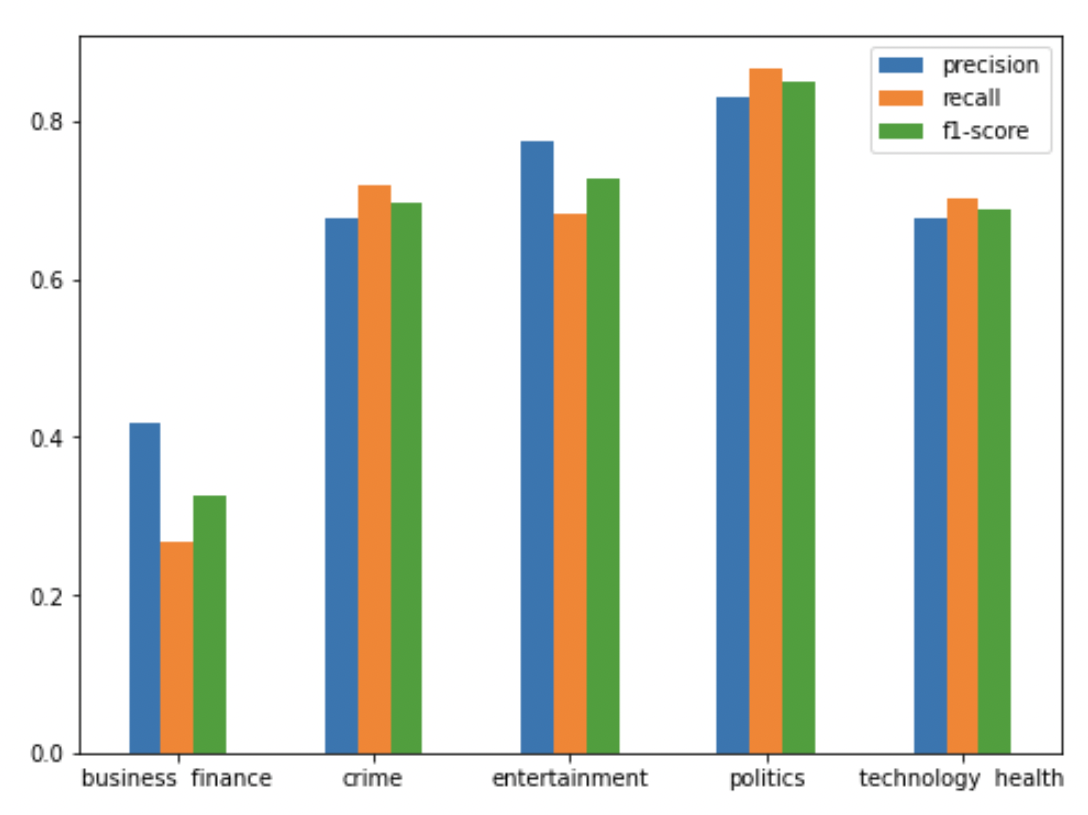 precision
recall
f1-score
0.8
0.6
0.4
0.2
0.0
business  finance
crime
entertainment
politics
technology  health